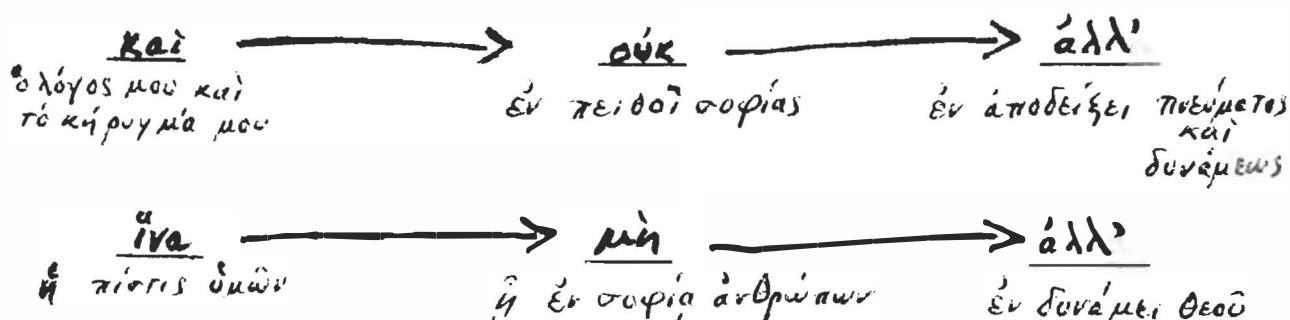 καὶ οὐκ ἀλλ'
ὁ λόγος μου καὶ ἐν πειθοῖ σοφίας ἐν ἀποδείξει πνεύματος
τὸ κήρυγμά μου καὶ
δυνάμεως
ἵνα μὴ ἀλλ'
ἡ πίστις ὑμῶν ᾖ ἐν σοφίᾳ ἀνθρώπων ἐν δυνάμει θεοῦ